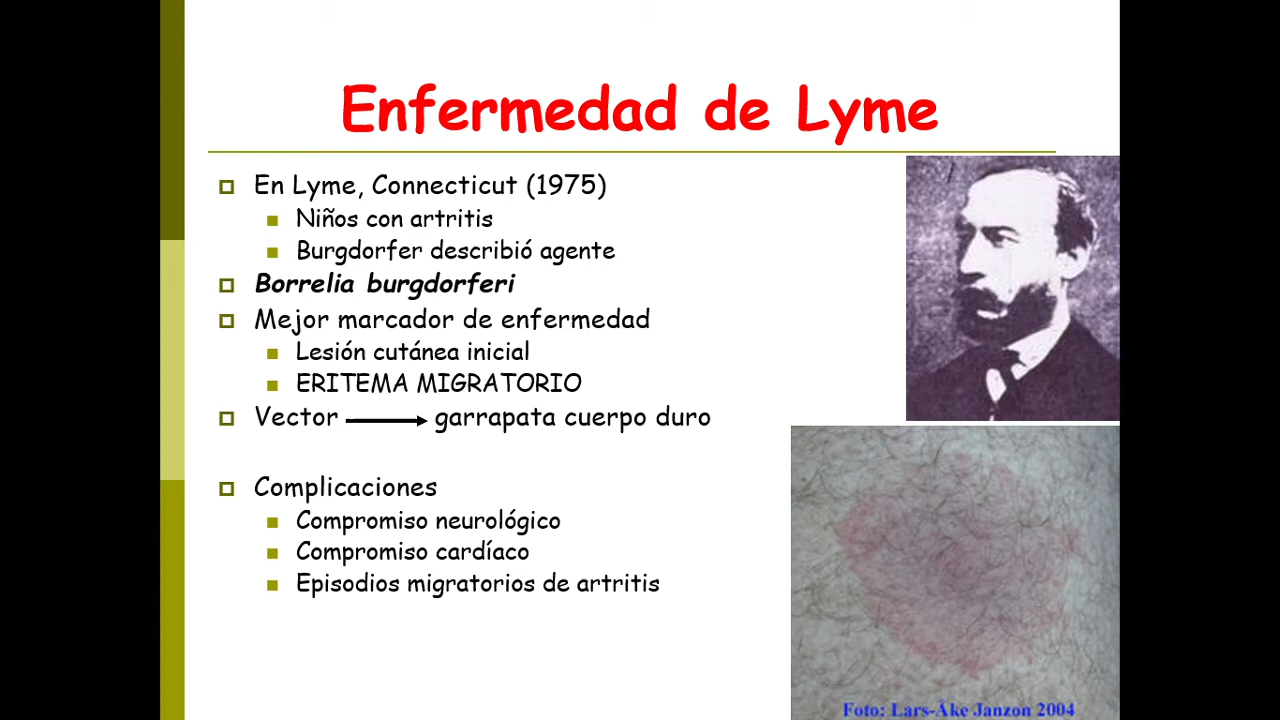 Enfermedad de Lyme
En Lyme, Connecticut (1975)
Niños con artritis
Burgdorfer describió agente
Borrelia burgdorferi
Mejor marcador de enfermedad
Lesión cutánea inicial
ERITEMA MIGRATORIO
Vector garrapata cuerpo duro
Complicaciones
Compromiso neurológico
Compromiso cardíaco
Episodios migratorios de artritis
Foto: Lars-Åke Janzon 2004